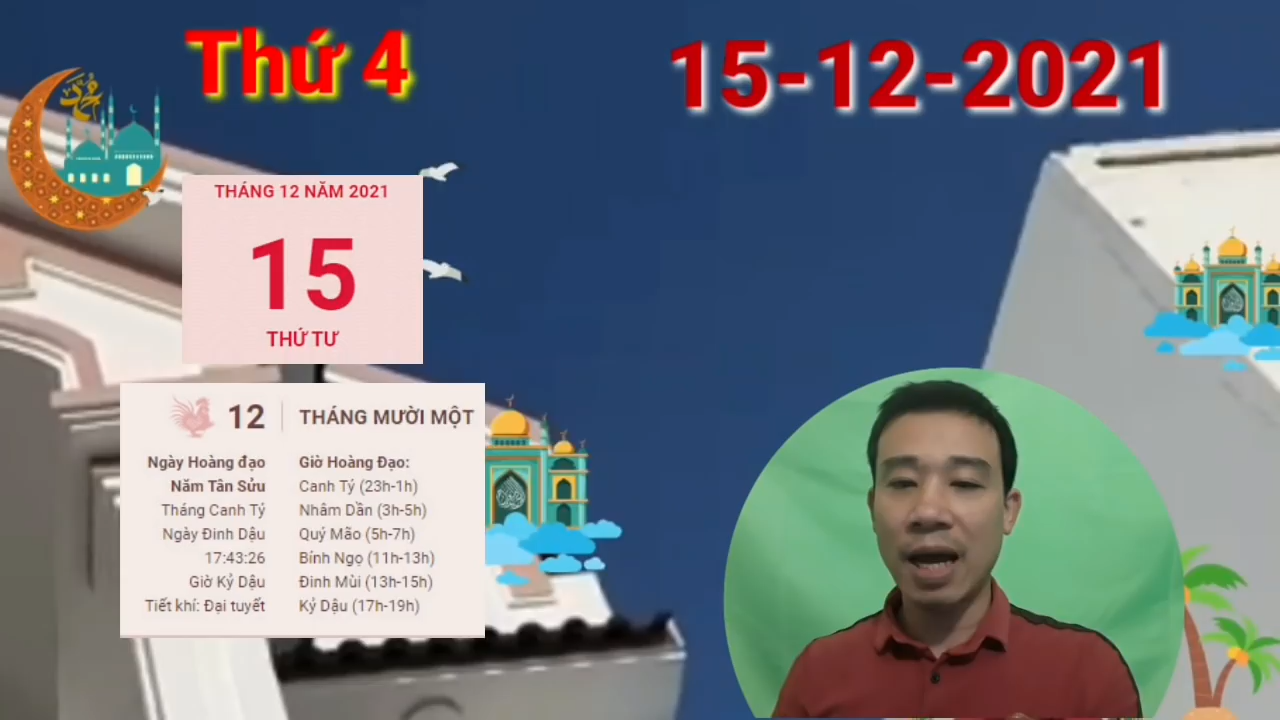 Thứ 4
15-12-2021
THÁNG 12 NĂM 2021
15
THỨ TƯ
12
THÁNG MƯỜI MỘT
Ngày Hoàng đạo
Năm Tân Sửu
Tháng Canh Tý
Ngày Đinh Dậu
17:43:26
Giờ Kỷ Dậu
Tiết khí: Đại tuyết
Giờ Hoàng Đạo:
Canh Tý (23h-1h)
Nhâm Dần (3h-5h)
Quý Mão (5h-7h)
Bính Ngọ (11h-13h)
Đinh Mùi (13h-15h)
Kỷ Dậu (17h-19h)